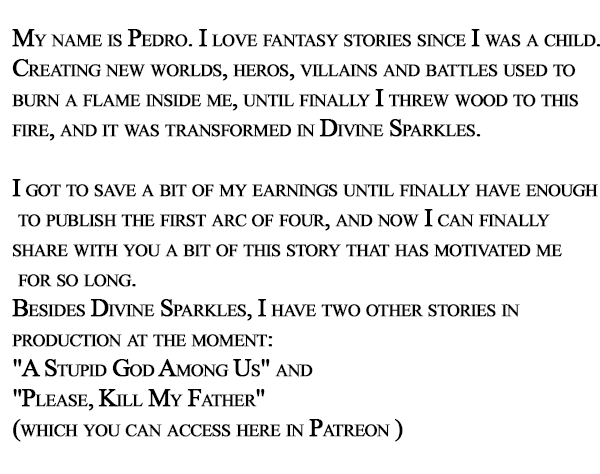 My name is Pedro. I love fantasy stories since I was a child.
Creating new worlds, heros, villains and battles used to
burn a flame inside me, until finally I threw wood to this
fire, and it was transformed in Divine Sparkles.
I got to save a bit of my earnings until finally have enough
to publish the first arc of four, and now I can finally
share with you a bit of this story that has motivated me
for so long.
Besides Divine Sparkles, I have two other stories in
production at the moment:
"A Stupid God Among Us" and
"Please, Kill My Father"
(which you can access here in Patreon )